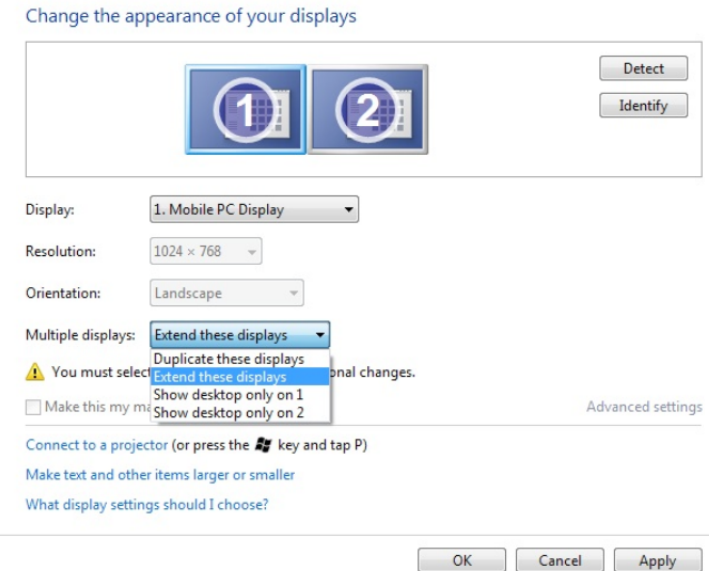 Change the appearance of your displays
1 2
Detect
Identify
Display: 1. Mobile PC Display
Resolution: 1024 × 768
Orientation: Landscape
Multiple displays: Extend these displays
Duplicate these displays
You must select onal changes.
Extend these displays
Show desktop only on 1
Make this my ma Advanced settings
Show desktop only on 2
Connect to a projector (or press the key and tap P)
Make text and other items larger or smaller
What display settings should I choose?
OK Cancel Apply